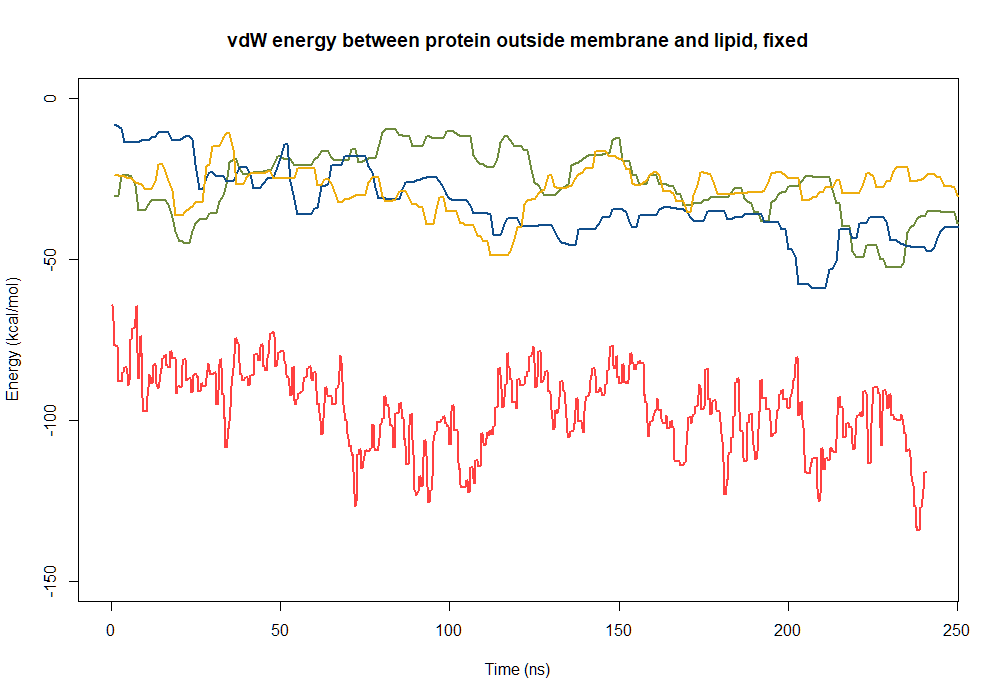 vdW energy between protein outside membrane and lipid, fixed
Energy (kcal/mol)
0
-50
-100
-150
0 50 100 150 200 250
Time (ns)